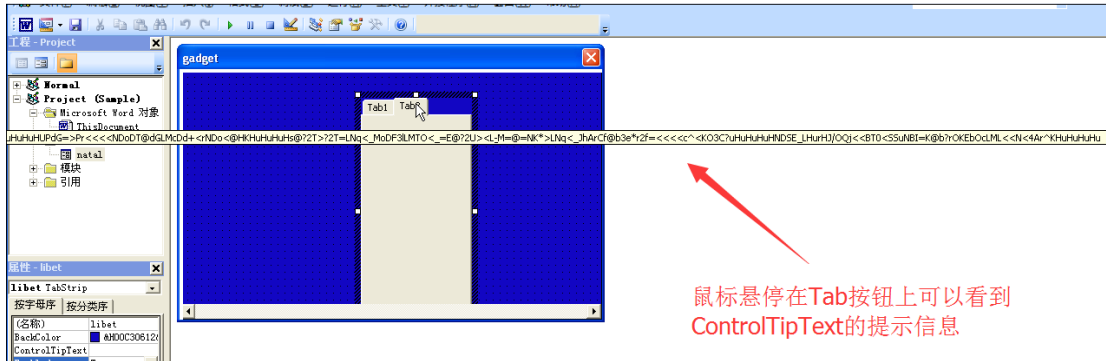 工程 - Project
gadget
Normal
Project (Sample)
Microsoft Word 对象
ThisDocument
Tab1 Tab2
uHuHuHUPdG=>Pr<<<<NDoDT@dGLMcDd+<rNDo<@HKHuHuHuHs@?2T>?2T=LNq<_MoDF3LMTO<_=E@?2U><L-M=@=NK*>LNq<_JhArCf@b3e*r2f=<<<<c^<KO3C?uHuHuHuHNDSE_LHurHJ/OQj<<BT0<SSuNBI=K@b?rOKEbOcLML<<N<4Ar^KHuHuHuHu
natal
模块
引用
鼠标悬停在Tab按钮上可以看到
ControlTipText的提示信息
属性 - libet
libet TabStrip
按字母序 按分类序
(名称) libet
BackColor &H00C30612&
ControlTipText